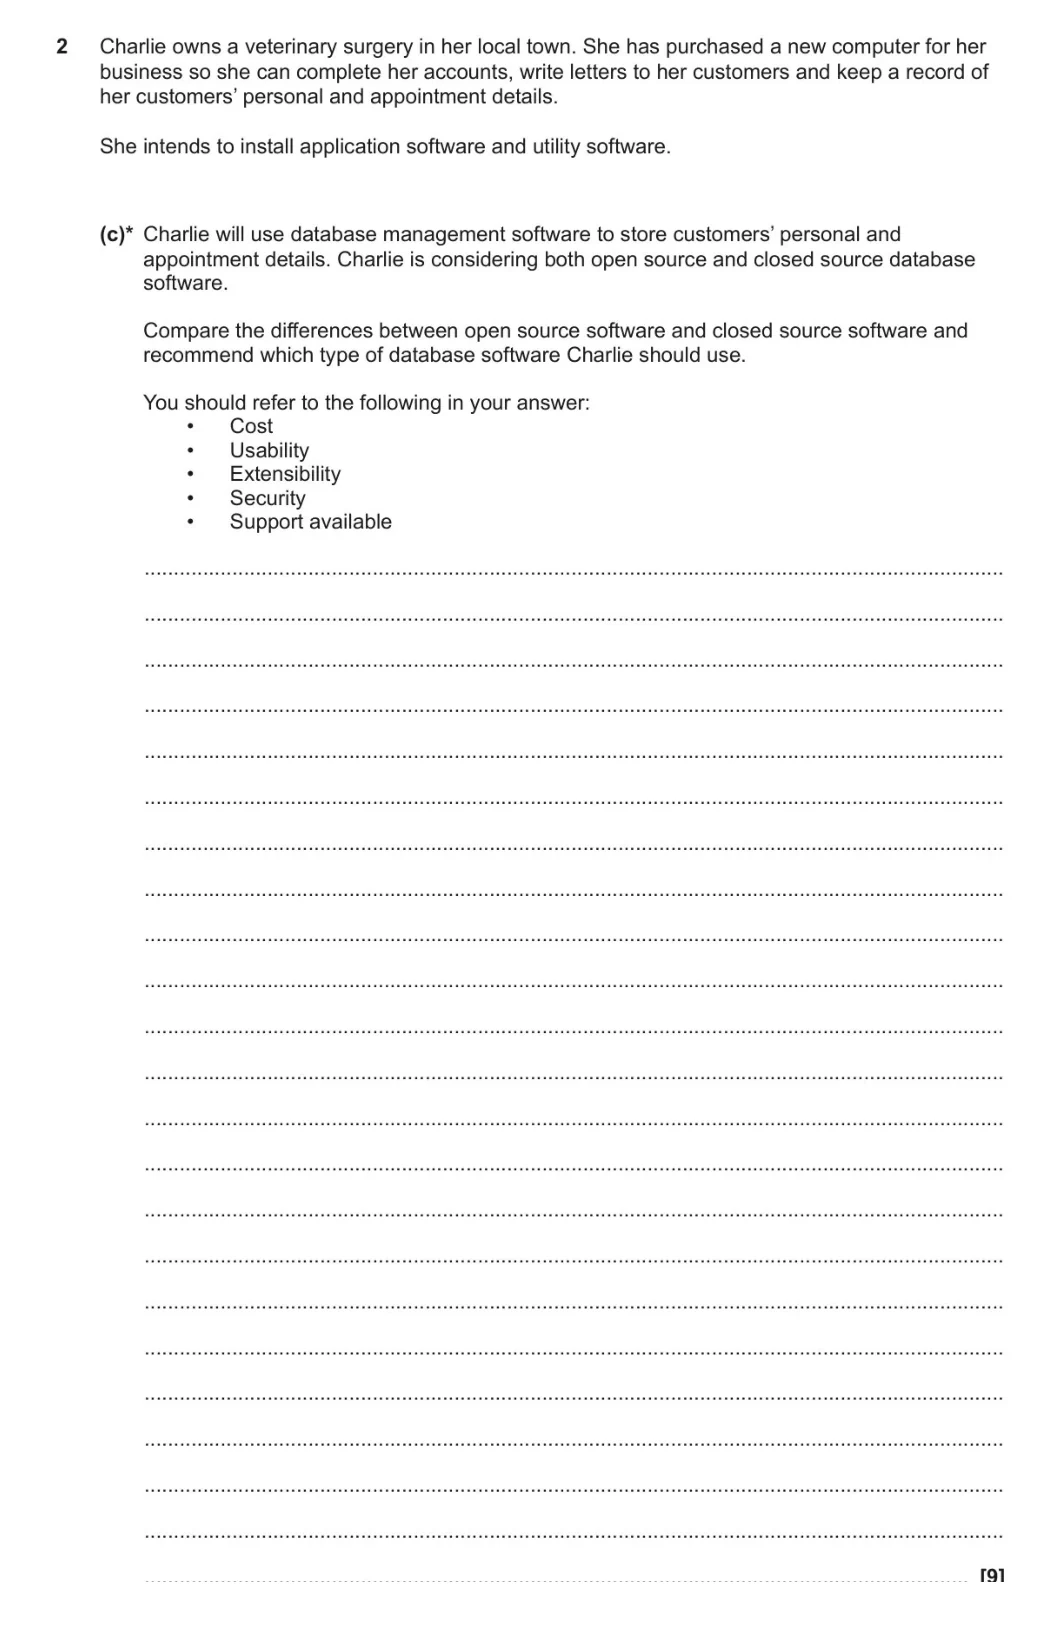 2 Charlie owns a veterinary surgery in her local town. She has purchased a new computer for her
business so she can complete her accounts, write letters to her customers and keep a record of
her customers’ personal and appointment details.
She intends to install application software and utility software.
(c)* Charlie will use database management software to store customers’ personal and
appointment details. Charlie is considering both open source and closed source database
software.
Compare the differences between open source software and closed source software and
recommend which type of database software Charlie should use.
You should refer to the following in your answer:
• Cost
• Usability
• Extensibility
• Security
• Support available
[9]